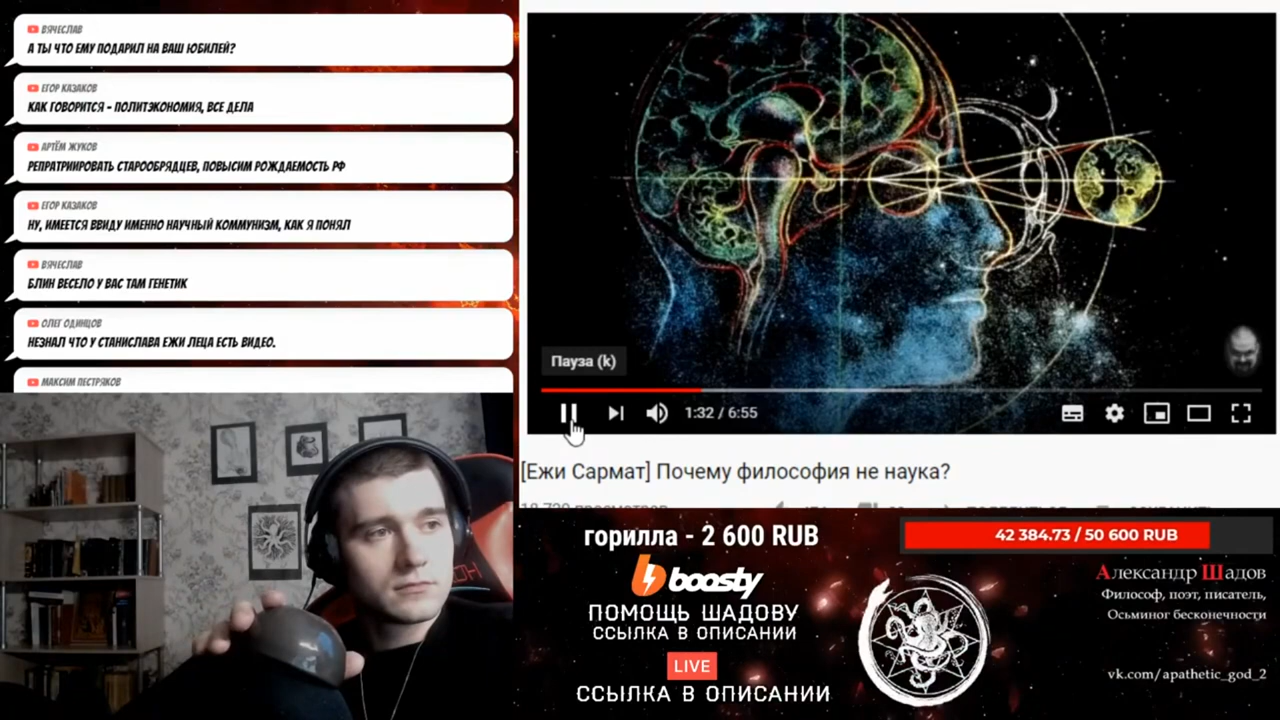 ВЯЧЕСЛАВ
А ТЫ ЧТО ЕМУ ПОДАРИЛ НА ВАШ ЮБИЛЕЙ?
ЕГОР КАЗАКОВ
КАК ГОВОРИТСЯ - ПОЛИТЭКОНОМИЯ, ВСЕ ДЕЛА
АРТЁМ ЖУКОВ
РЕПРАТРИИРОВАТЬ СТАРООБРЯДЦЕВ, ПОВЫСИМ РОЖДАЕМОСТЬ РФ
ЕГОР КАЗАКОВ
НУ, ИМЕЕТСЯ ВВИДУ ИМЕННО НАУЧНЫЙ КОММУНИЗМ, КАК Я ПОНЯЛ
ВЯЧЕСЛАВ
БЛИН ВЕСЕЛО У ВАС ТАМ ГЕНЕТИК
ОЛЕГ ОДИНЦОВ
НЕЗНАЛ ЧТО У СТАНИСЛАВА ЕЖИ ЛЕЦА ЕСТЬ ВИДЕО.
МАКСИМ ПЕСТРЯКОВ
Пауза (k)
1:32 / 6:55
[Ежи Сармат] Почему философия не наука?
горилла - 2 600 RUB
boosty
ПОМОЩЬ ШАДОВУ
ССЫЛКА В ОПИСАНИИ
LIVE
ССЫЛКА В ОПИСАНИИ
42 384.73 / 50 600 RUB
Александр Шадов
Философ, поэт, писатель,
Осьминог бесконечности
vk.com/apathetic_god_2